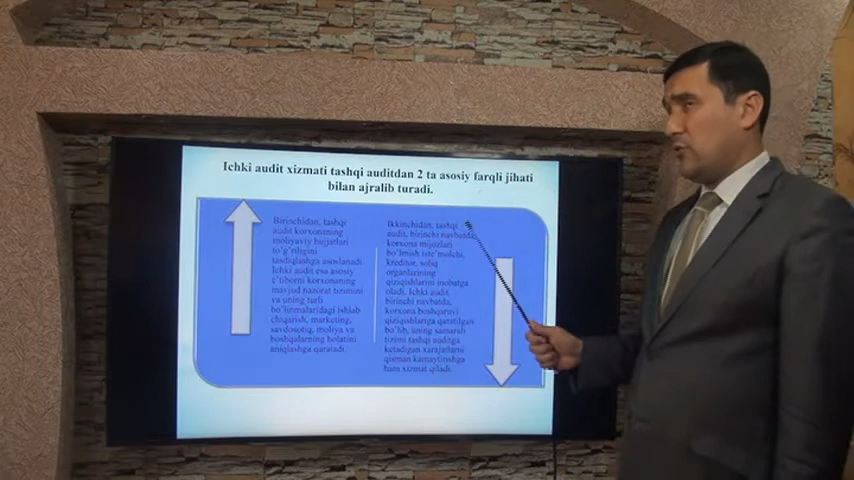 Ichki audit xizmati tashqi auditdan 2 ta asosiy farqli jihati
bilan ajralib turadi.
Birinchidan, tashqi
audit korxonaning
moliyaviy hujjatlari
to'g'riligini
tasdiqlashga asoslanadi.
Ichki audit esa asosiy
e'tiborni korxonaning
mavjud nazorat tizimini
va uning turli
bo'linmalaridagi ishlab
chiqarish, marketing,
savdosotiq, moliya va
boshqalarning holatini
aniqlashga qaratadi.
Ikkinchidan, tashqi
audit, birinchi navbatda,
korxona mijozlari
bo'lmish iste'molchi,
kreditor, soliq
organlarining
qiziqishlarini inobatga
oladi. Ichki audit
birinchi navbatda,
korxona boshqaruvi
qiziqishlariga qaratilgan
bo'lib, uning samarali
tizimi tashqi auditga
ketadigan xarajatlarni
qisman kamaytirishga
ham xizmat qiladi.